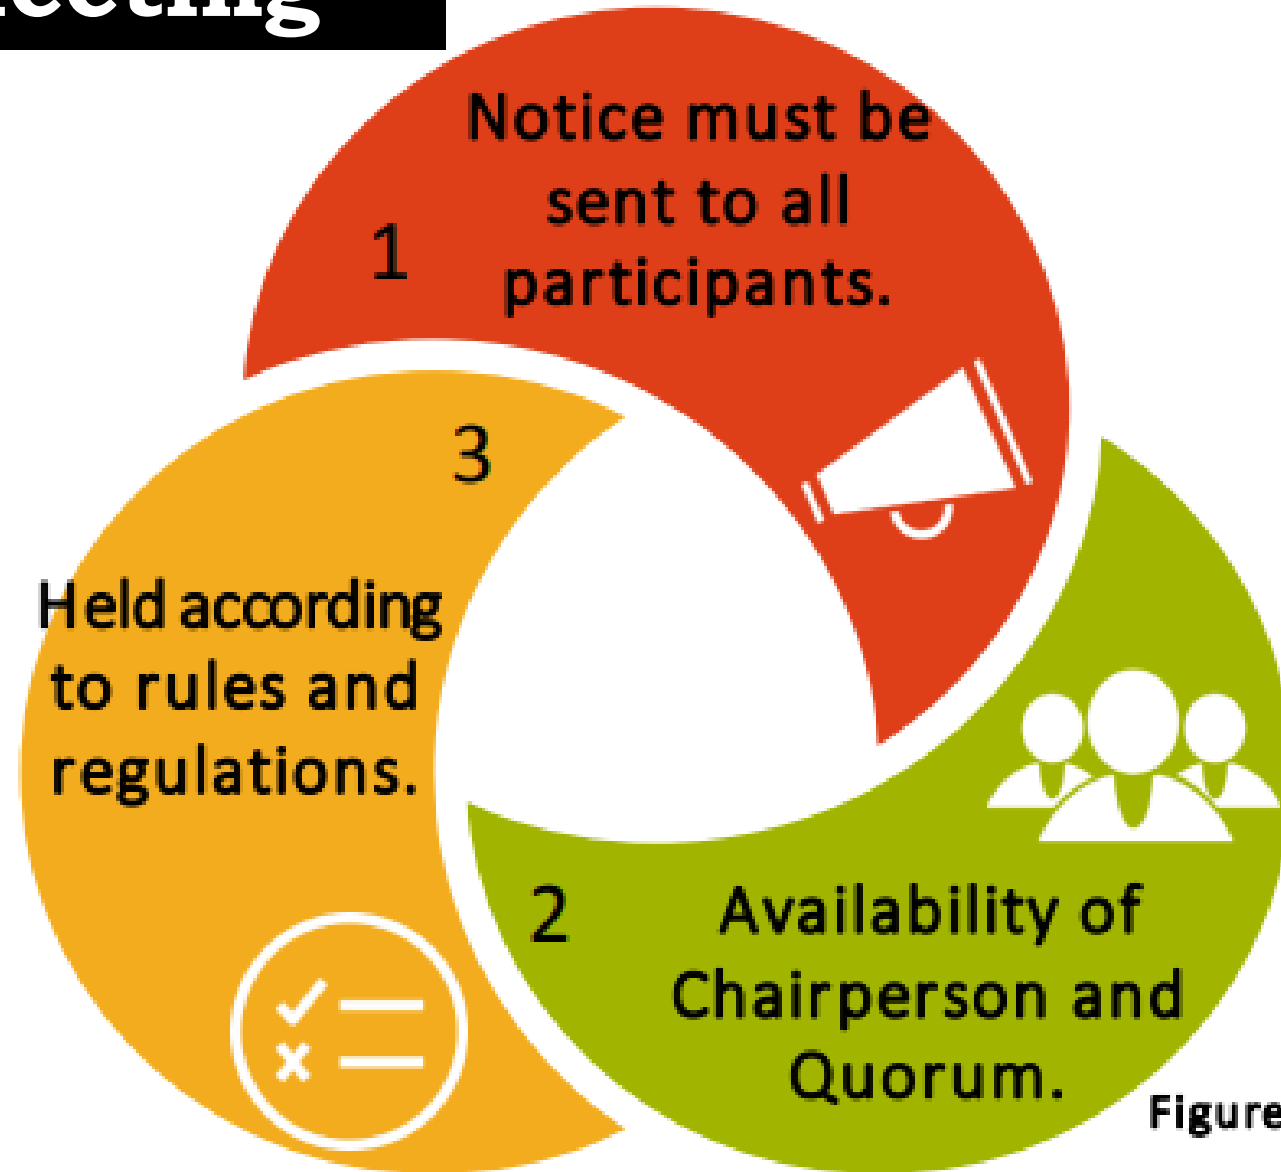 1
Notice must be
sent to all
participants.
3
Held according
to rules and
regulations.
2
Availability of
Chairperson and
Quorum.
Figure